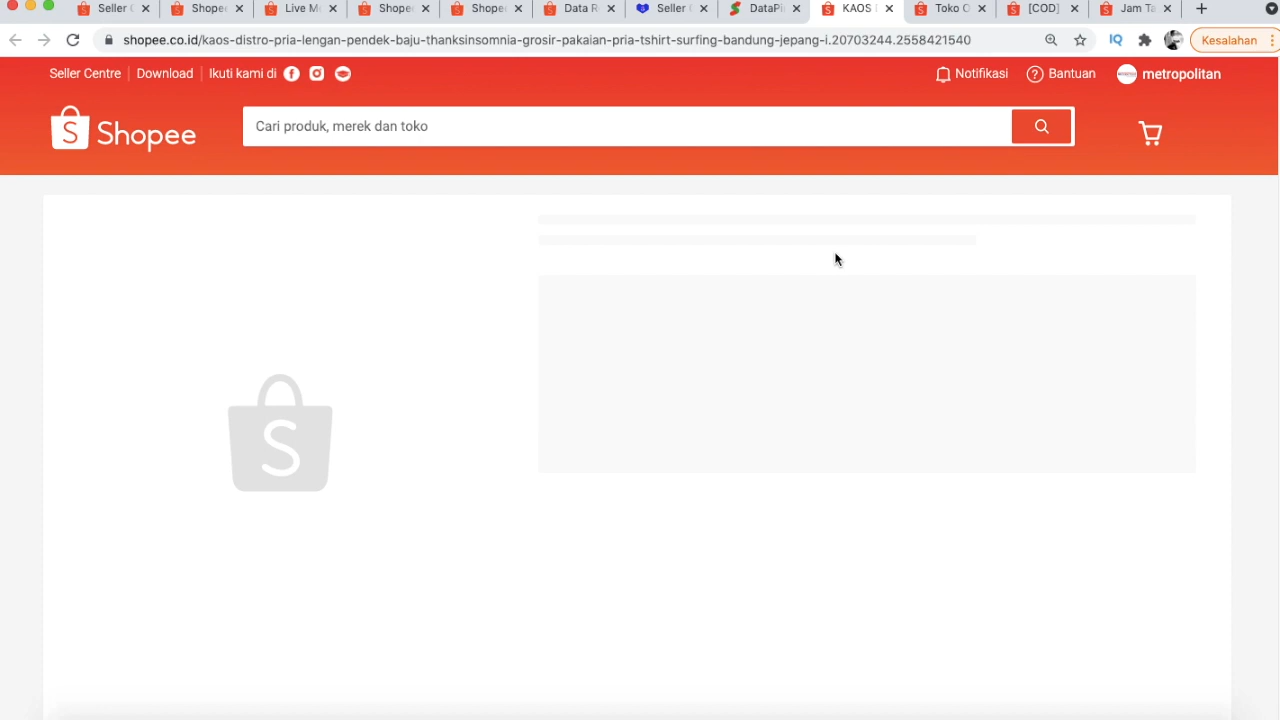 Seller C
Shope
Live M
Shope
Shope
Data R
Seller C
DataPi
KAOS
Toko O
[COD]
Jam Ta
shopee.co.id/kaos-distro-pria-lengan-pendek-baju-thanksinsomnia-grosir-pakaian-pria-tshirt-surfing-bandung-jepang-i.20703244.2558421540
IQ
Kesalahan
Seller Centre
Download
Ikuti kami di
Notifikasi
Bantuan
metropolitan
Shopee
Cari produk, merek dan toko